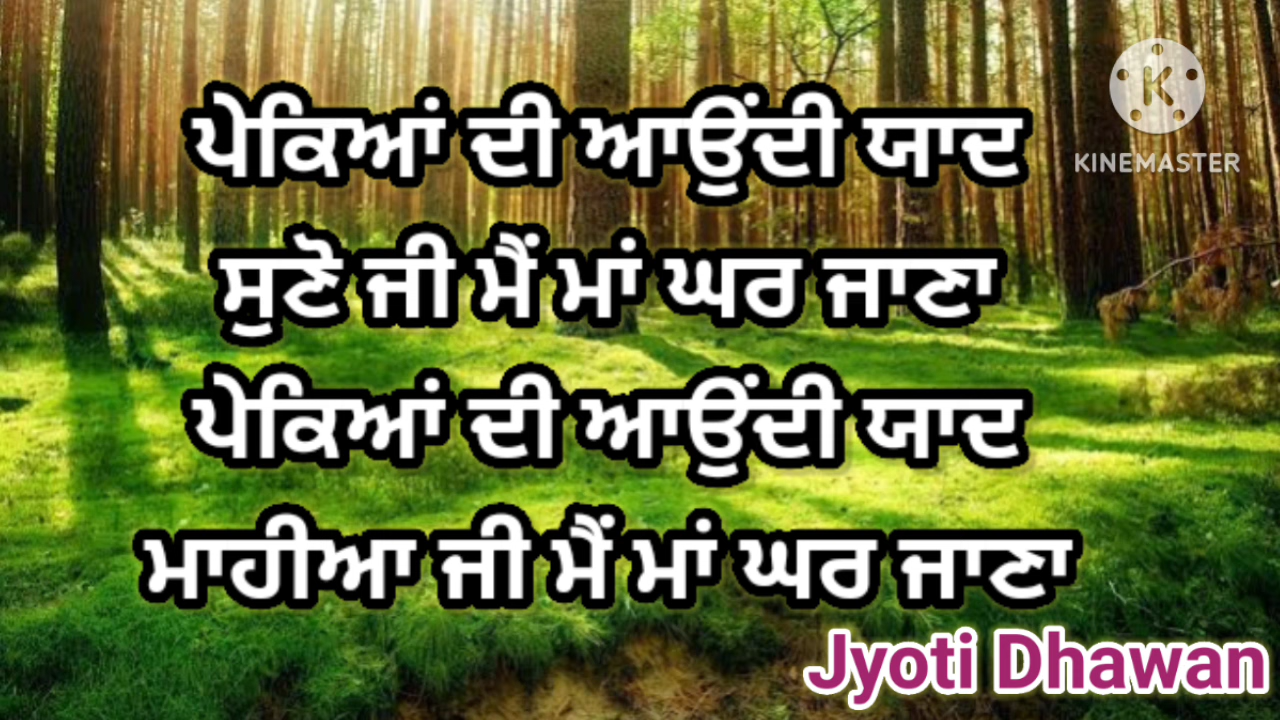 ਪੇਕਿਆਂ ਦੀ ਆਉਂਦੀ ਯਾਦ
ਸੁਣੋ ਜੀ ਮੈਂ ਮਾਂ ਘਰ ਜਾਣਾ
ਪੇਕਿਆਂ ਦੀ ਆਉਂਦੀ ਯਾਦ
ਮਾਹੀਆ ਜੀ ਮੈਂ ਮਾਂ ਘਰ ਜਾਣਾ
Jyoti Dhawan
K
KINEMASTER